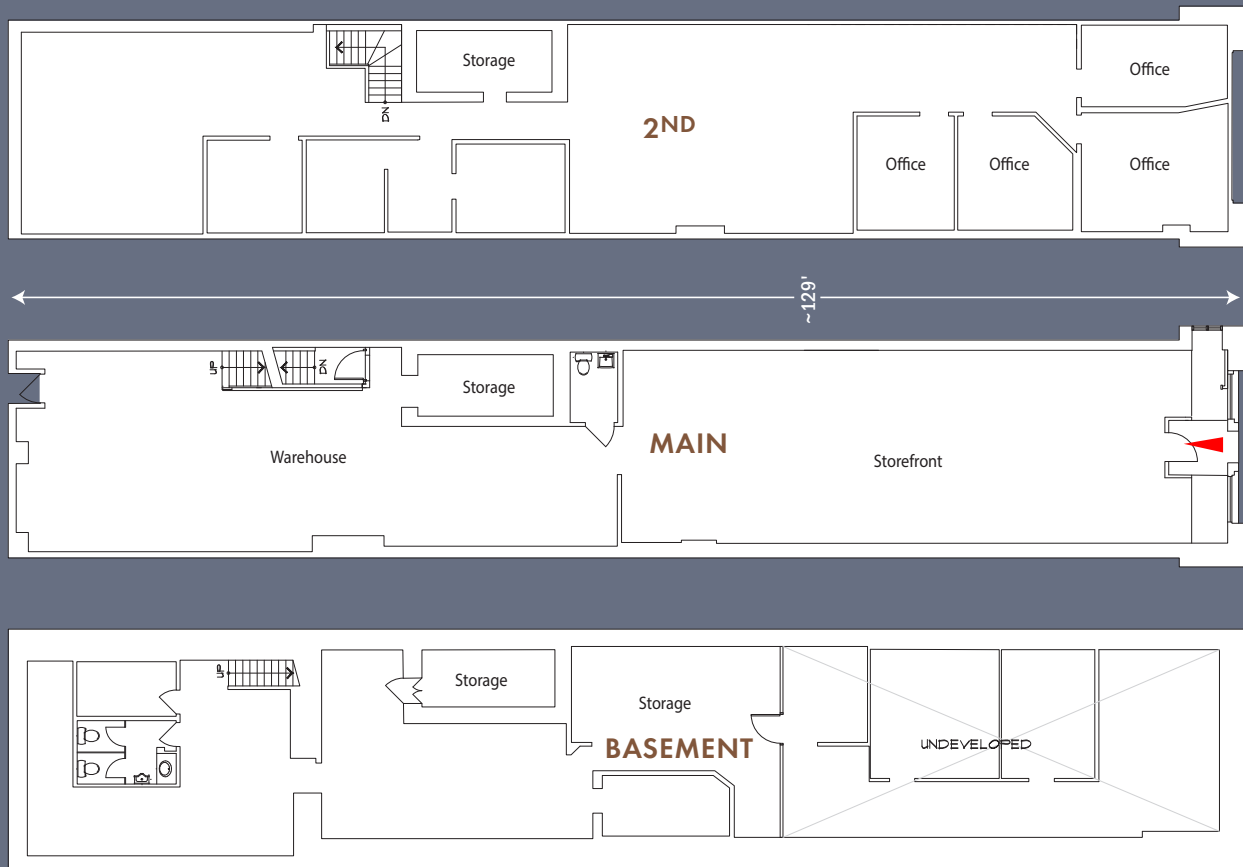 Storage
Office
DN
2ND
Office
Office
Office
~129'
UP
DN
Storage
MAIN
Warehouse
Storefront
UP
Storage
Storage
BASEMENT
UNDEVELOPED